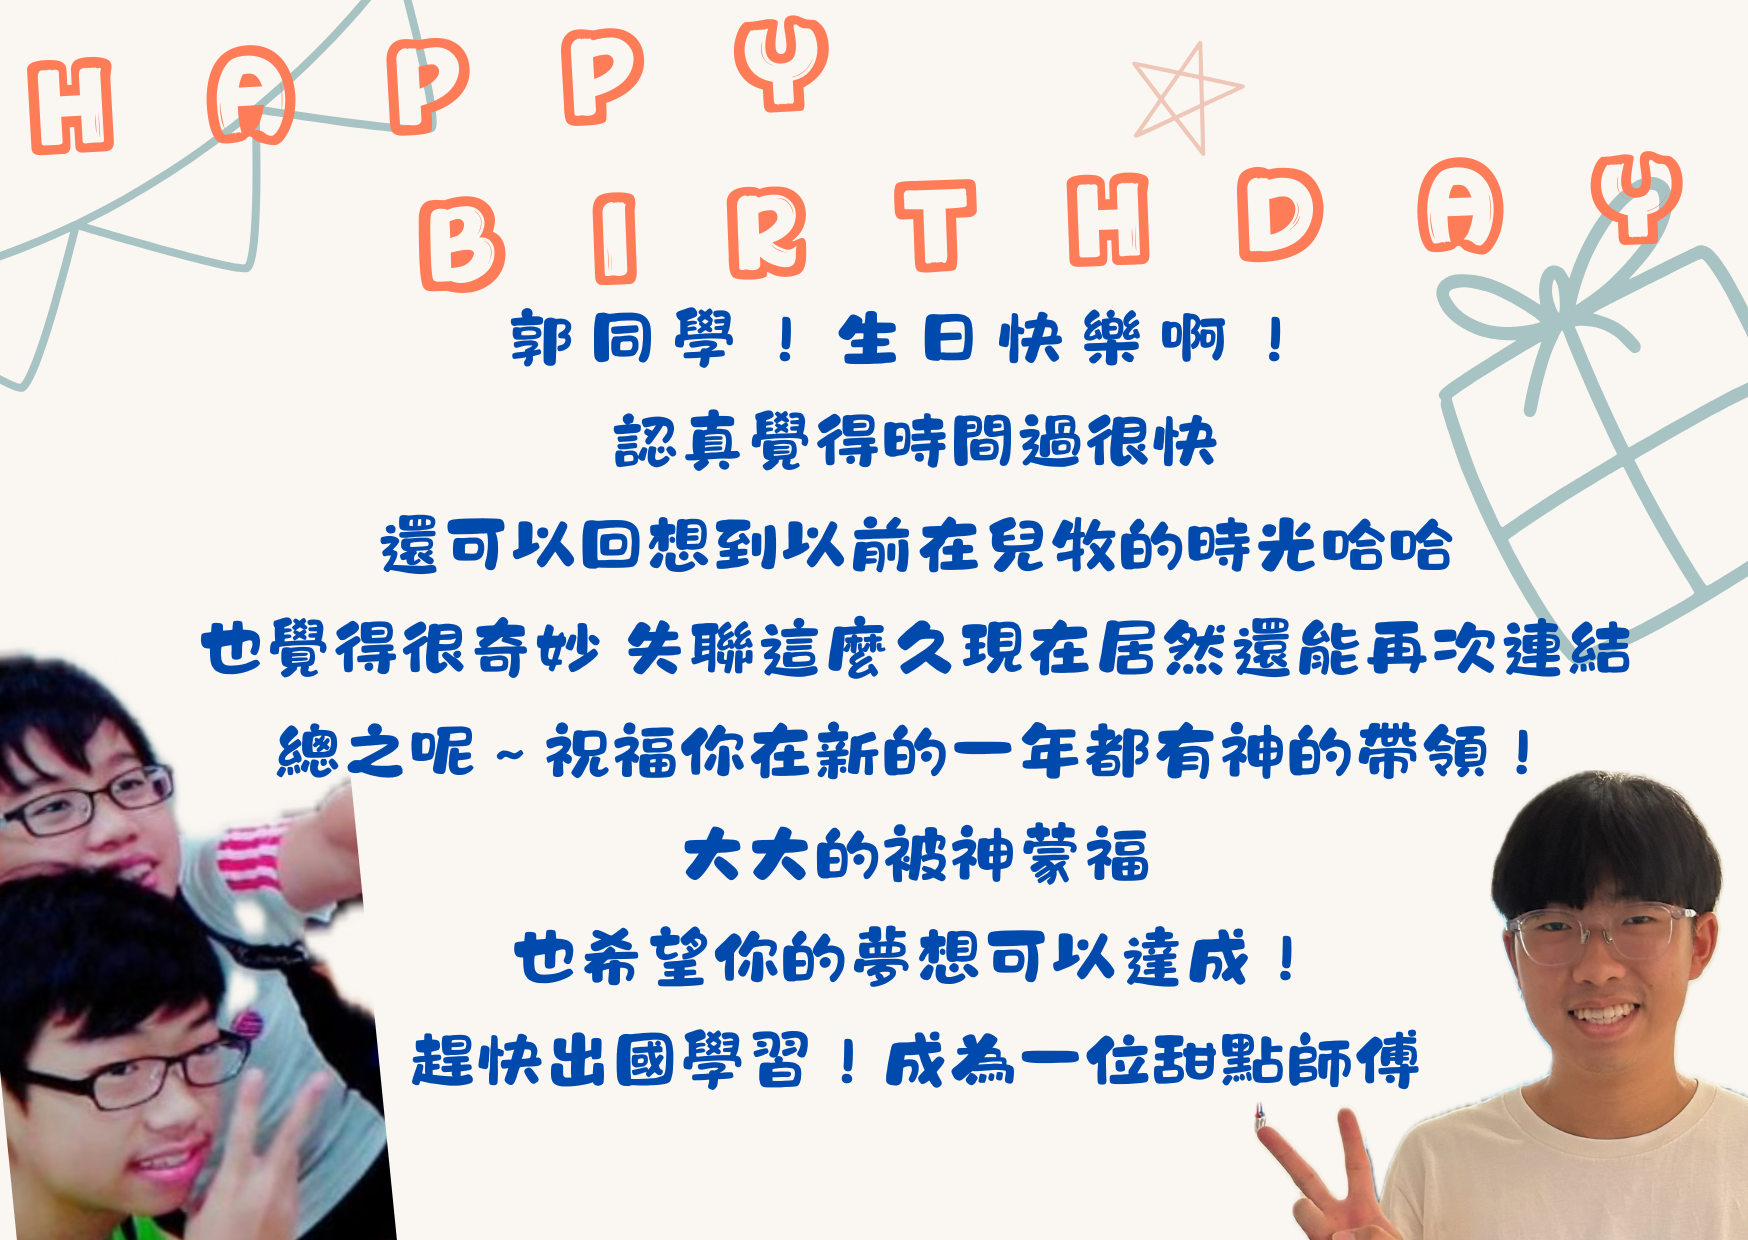 HAPPY
BIRTHDAY
郭同學！生日快樂啊！
認真覺得時間過很快
還可以回想到以前在兒牧的時光哈哈
也覺得很奇妙 失聯這麼久現在居然還能再次連結
總之呢~祝福你在新的一年都有神的帶領！
大大的被神蒙福
也希望你的夢想可以達成！
趕快出國學習！成為一位甜點師傅